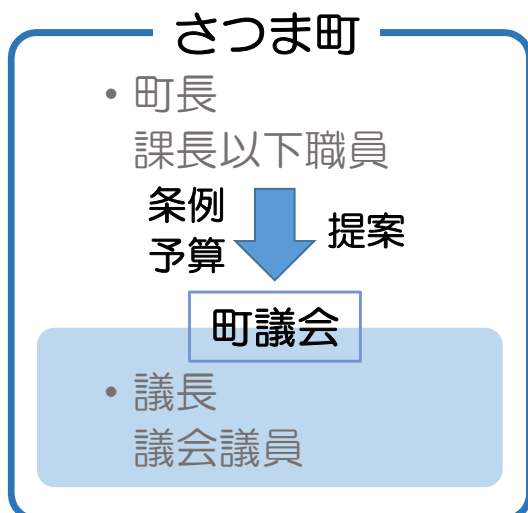 さつま町
• 町長
課長以下職員
条例
予算
提案
町議会
• 議長
議会議員